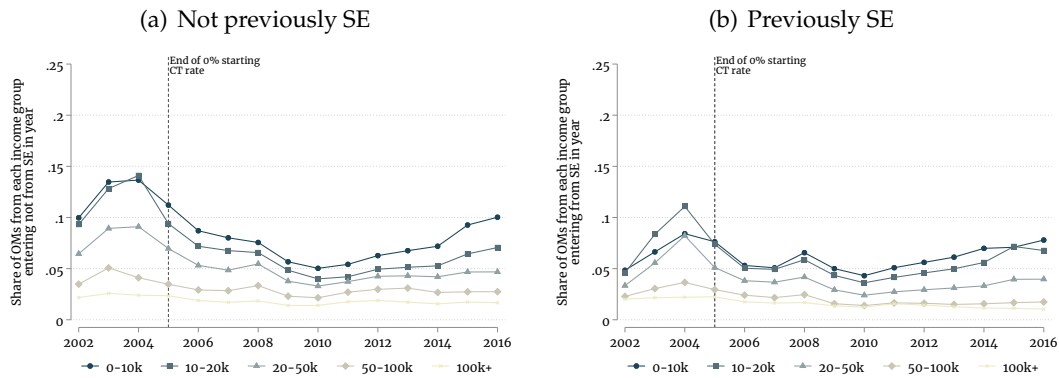 (a) Not previously SE
Share of OMs from each income group
entering not from SE in year
.25
.2
.15
.1
.05
0
End of 0% starting
CT rate
2002 2004 2006 2008 2010 2012 2014 2016
0-10k 10-20k 20-50k 50-100k 100k+
(b) Previously SE
Share of OMs from each income group
entering from SE in year
.25
.2
.15
.1
.05
0
End of 0% starting
CT rate
2002 2004 2006 2008 2010 2012 2014 2016
0-10k 10-20k 20-50k 50-100k 100k+